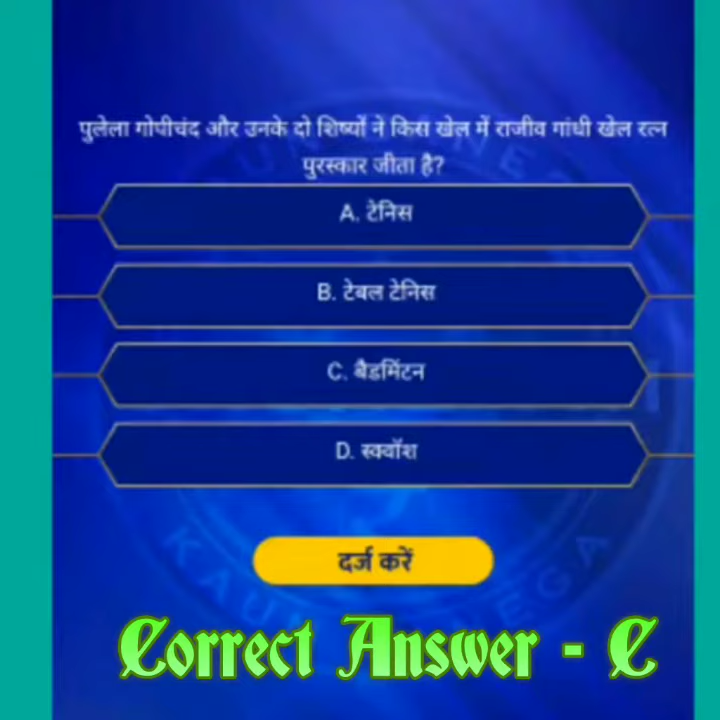 पुलेला गोपीचंद और उनके दो शिष्यों ने किस खेल में राजीव गांधी खेल रत्न
पुरस्कार जीता है?
A. टेनिस
B. टेबल टेनिस
C. बैडमिंटन
D. स्क्वॉश
दर्ज करें
Correct Answer - C